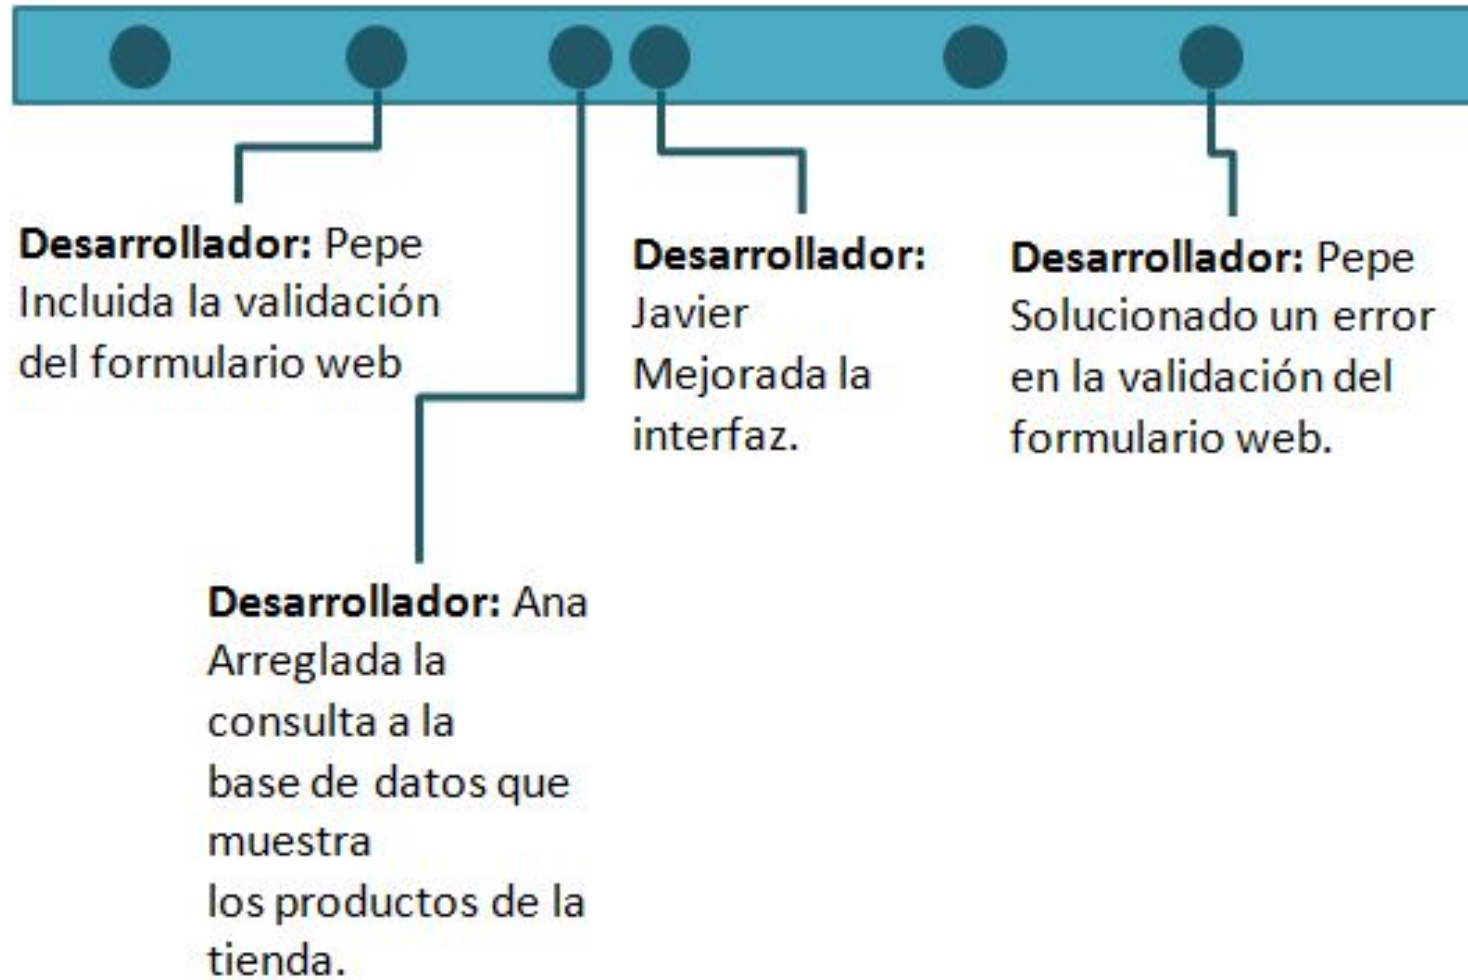 Desarrollador: Pepe
Incluida la validación
del formulario web
Desarrollador: Ana
Arreglada la
consulta a la
base de datos que
muestra
los productos de la
tienda.
Desarrollador:
Javier
Mejorada la
interfaz.
Desarrollador: Pepe
Solucionado un error
en la validación del
formulario web.